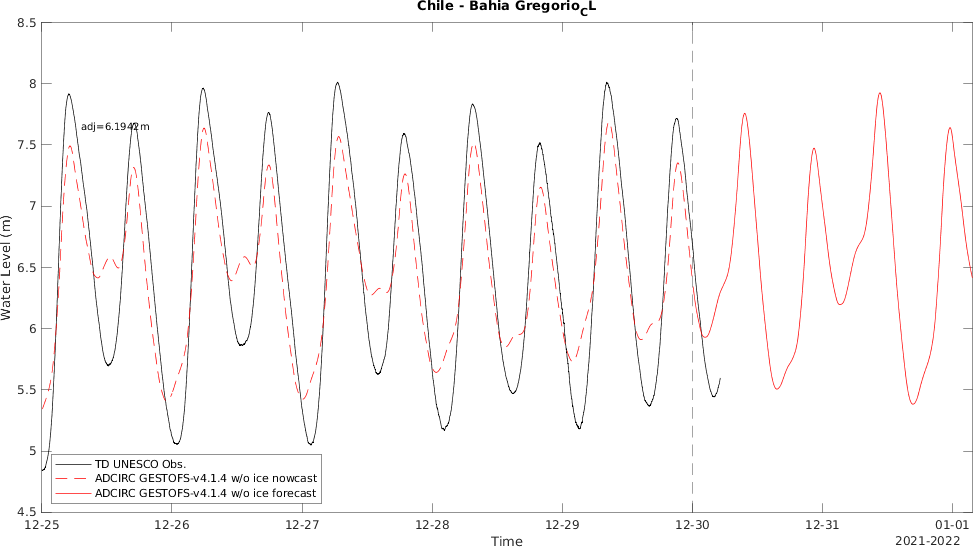 Chile - Bahia Gregorio_CL
8.5
8
7.5
7
6.5
6
5.5
5
4.5
Water Level (m)
adj=6.1942m
TD UNESCO Obs.
ADCIRC GESTOFS-v4.1.4 w/o ice nowcast
ADCIRC GESTOFS-v4.1.4 w/o ice forecast
12-25 12-26 12-27 12-28 12-29 12-30 12-31 01-01
Time
2021-2022